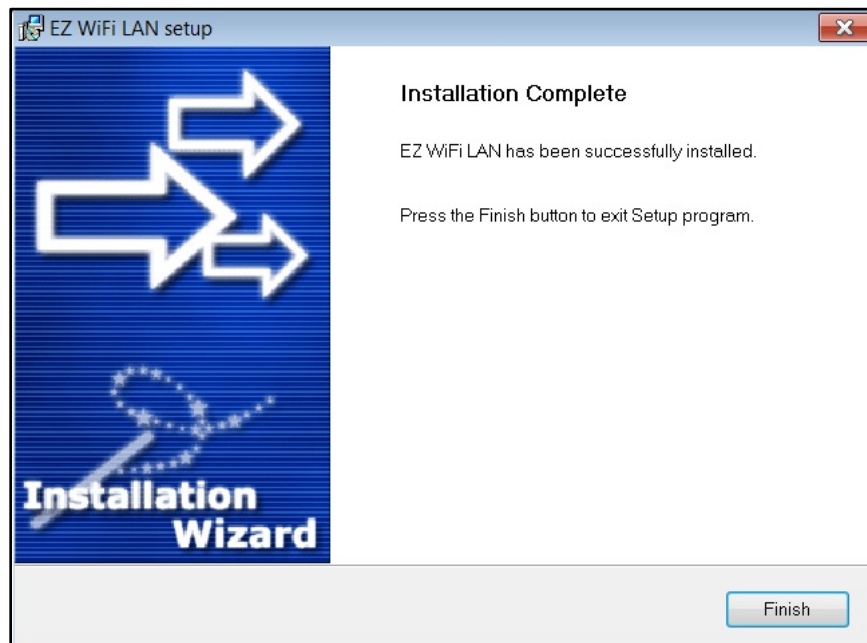 EZ WiFi LAN setup
Installation Complete
EZ WiFi LAN has been successfully installed.
Press the Finish button to exit Setup program.
Installation
Wizard
Finish